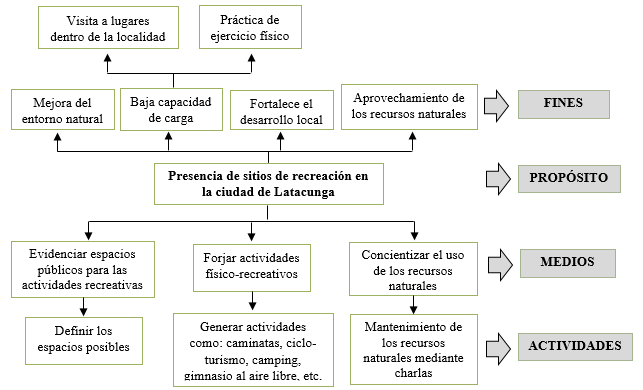 Visita a lugares
dentro de la localidad
Práctica de
ejercicio físico
Mejora del
entorno natural
Baja capacidad
de carga
Fortalece el
desarrollo local
Aprovechamiento de
los recursos naturales
FINES
Presencia de sitios de recreación en
la ciudad de Latacunga
PROPÓSITO
Evidenciar espacios
públicos para las
actividades recreativas
Forjar actividades
físico-recreativos
Concientizar el uso
de los recursos
naturales
MEDIOS
Definir los
espacios posibles
Generar actividades
como: caminatas, ciclo-
turismo, camping,
gimnasio al aire libre, etc.
Mantenimiento de
los recursos
naturales mediante
charlas
ACTIVIDADES